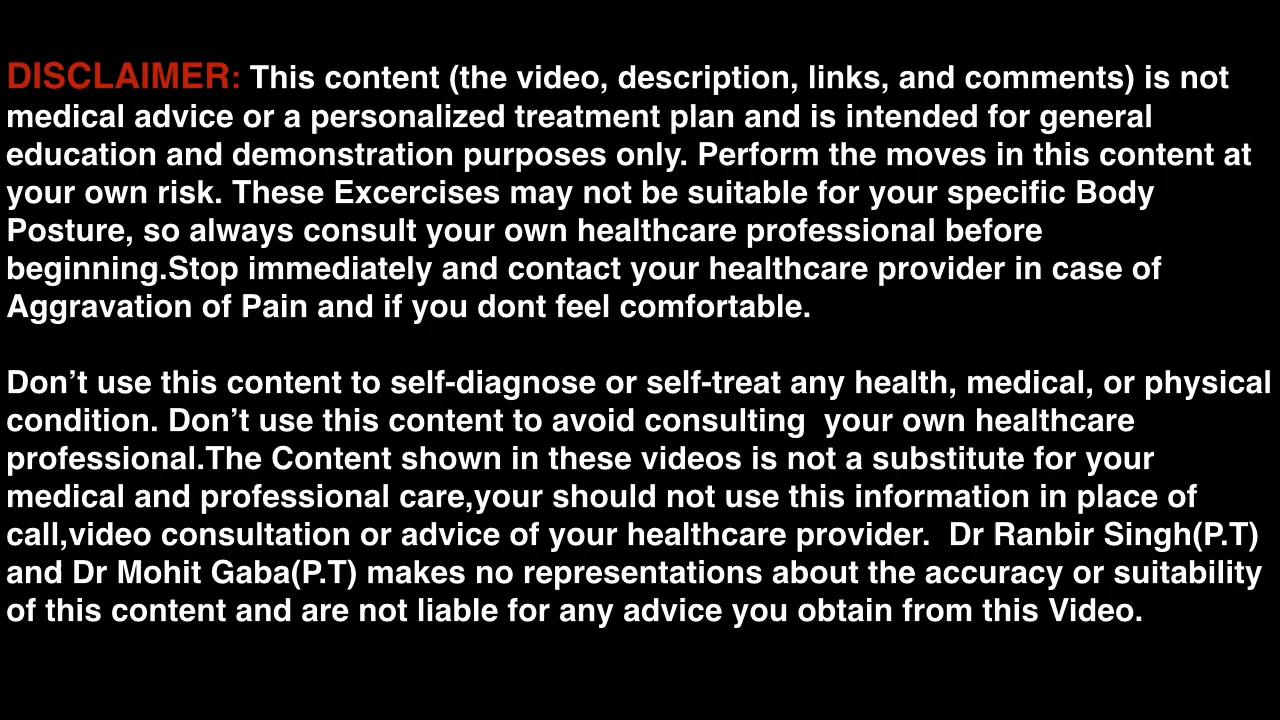 DISCLAIMER: This content (the video, description, links, and comments) is not
medical advice or a personalized treatment plan and is intended for general
education and demonstration purposes only. Perform the moves in this content at
your own risk. These Excercises may not be suitable for your specific Body
Posture, so always consult your own healthcare professional before
beginning.Stop immediately and contact your healthcare provider in case of
Aggravation of Pain and if you dont feel comfortable.
Don’t use this content to self-diagnose or self-treat any health, medical, or physical
condition. Don’t use this content to avoid consulting  your own healthcare
professional.The Content shown in these videos is not a substitute for your
medical and professional care,your should not use this information in place of
call,video consultation or advice of your healthcare provider.  Dr Ranbir Singh(P.T)
and Dr Mohit Gaba(P.T) makes no representations about the accuracy or suitability
of this content and are not liable for any advice you obtain from this Video.